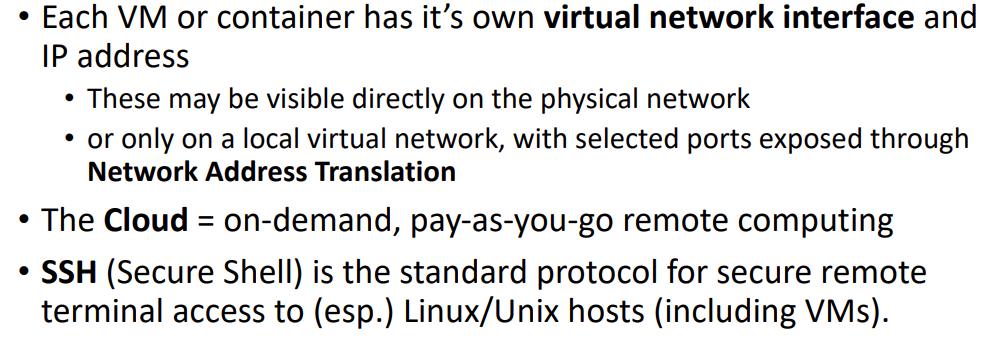 • Each VM or container has it’s own virtual network interface and
IP address
• These may be visible directly on the physical network
• or only on a local virtual network, with selected ports exposed through
Network Address Translation
• The Cloud = on-demand, pay-as-you-go remote computing
• SSH (Secure Shell) is the standard protocol for secure remote
terminal access to (esp.) Linux/Unix hosts (including VMs).